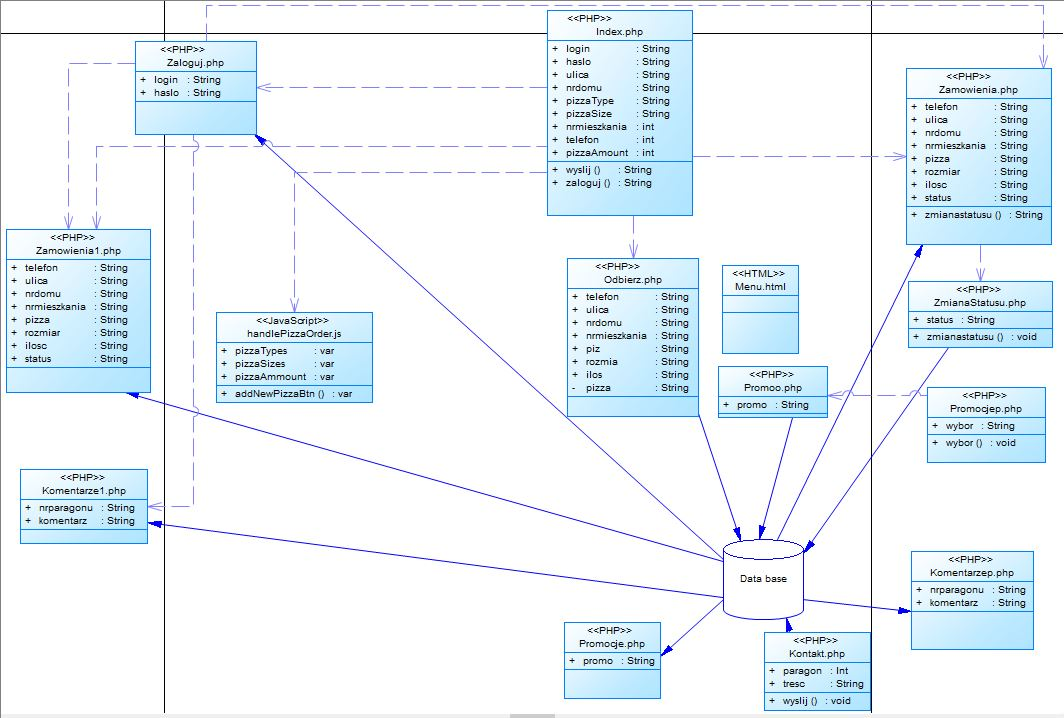 <<PHP>>
Index.php
+ login : String
+ haslo : String
+ ulica : String
+ nrdomu : String
+ pizzaType : String
+ pizzaSize : String
+ nrmieszkania : int
+ telefon : int
+ pizzaAmount : int
+ wyslij () : String
+ zaloguj () : String
<<PHP>>
Zaloguj.php
+ login : String
+ haslo : String
<<PHP>>
Zamowienia.php
+ telefon : String
+ ulica : String
+ nrdomu : String
+ nrmieszkania : String
+ pizza : String
+ rozmiar : String
+ ilosc : String
+ status : String
+ zmianastatusu () : String
<<PHP>>
Zamowienia1.php
+ telefon : String
+ ulica : String
+ nrdomu : String
+ nrmieszkania : String
+ pizza : String
+ rozmiar : String
+ ilosc : String
+ status : String
<<JavaScript>>
handlePizzaOrder.js
+ pizzaTypes : var
+ pizzaSizes : var
+ pizzaAmmount : var
+ addNewPizzaBtn () : var
<<PHP>>
Odbierz.php
+ telefon : String
+ ulica : String
+ nrdomu : String
+ nrmieszkania : String
+ piz : String
+ rozmia : String
+ ilos : String
- pizza : String
<<HTML>>
Menu.html
<<PHP>>
ZmianaStatusu.php
+ status : String
+ zmianastatusu () : void
<<PHP>>
Promoo.php
+ promo : String
<<PHP>>
Promocjep.php
+ wybor : String
+ wybor () : void
<<PHP>>
Komentarze1.php
+ nrparagonu : String
+ komentarz : String
Data base
<<PHP>>
Komentarzep.php
+ nrparagonu : String
+ komentarz : String
<<PHP>>
Promocje.php
+ promo : String
<<PHP>>
Kontakt.php
+ paragon : Int
+ tresc : String
+ wyslij () : void